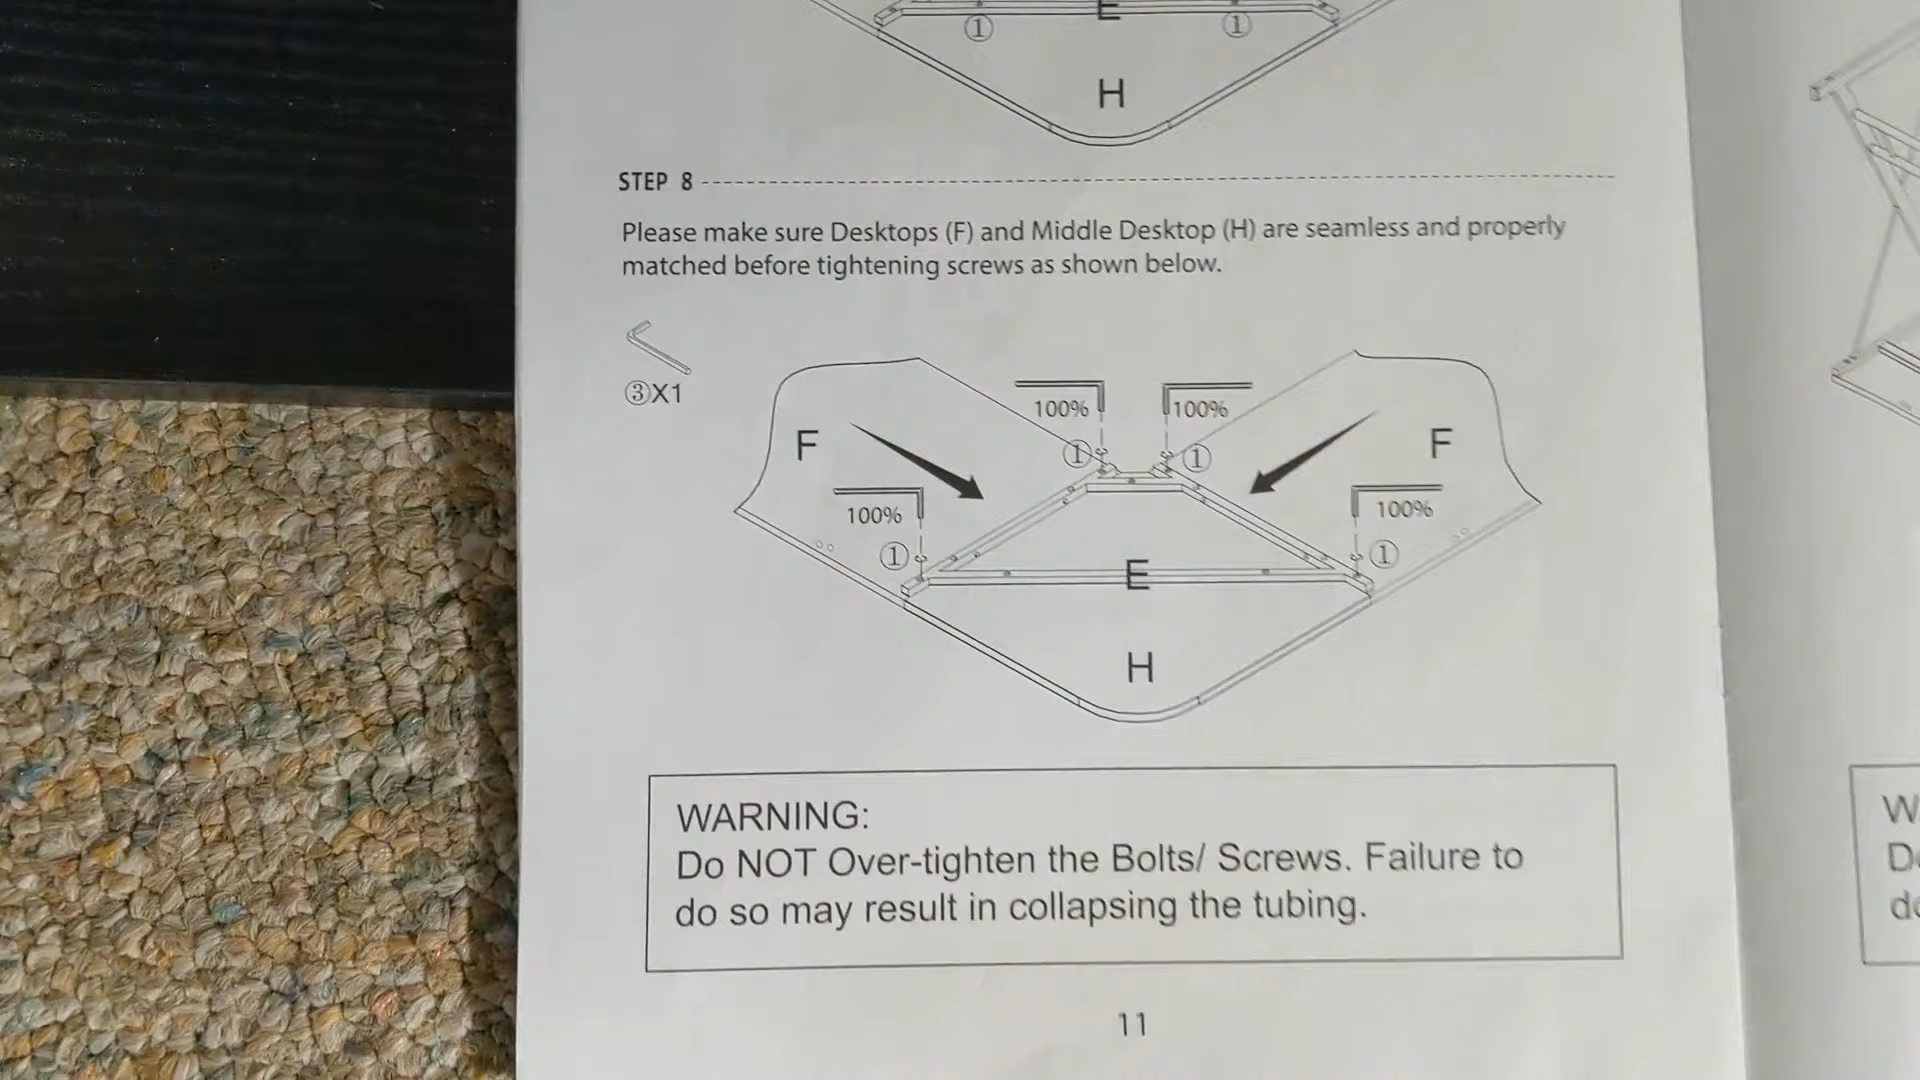 E
① ①
H
STEP 8
Please make sure Desktops (F) and Middle Desktop (H) are seamless and properly
matched before tightening screws as shown below.
③X1
100% 100%
F ① ① F
100% 100%
① ①
E
H
WARNING:
Do NOT Over-tighten the Bolts/ Screws. Failure to
do so may result in collapsing the tubing.
11